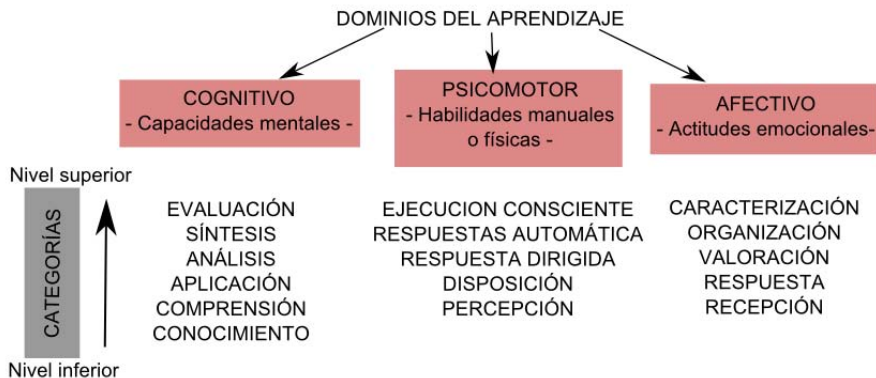 DOMINIOS DEL APRENDIZAJE
COGNITIVO
- Capacidades mentales -
PSICOMOTOR
- Habilidades manuales
o físicas -
AFECTIVO
- Actitudes emocionales-
Nivel superior
CATEGORÍAS
Nivel inferior
EVALUACIÓN
SÍNTESIS
ANÁLISIS
APLICACIÓN
COMPRENSIÓN
CONOCIMIENTO
EJECUCION CONSCIENTE
RESPUESTAS AUTOMÁTICA
RESPUESTA DIRIGIDA
DISPOSICIÓN
PERCEPCIÓN
CARACTERIZACIÓN
ORGANIZACIÓN
VALORACIÓN
RESPUESTA
RECEPCIÓN